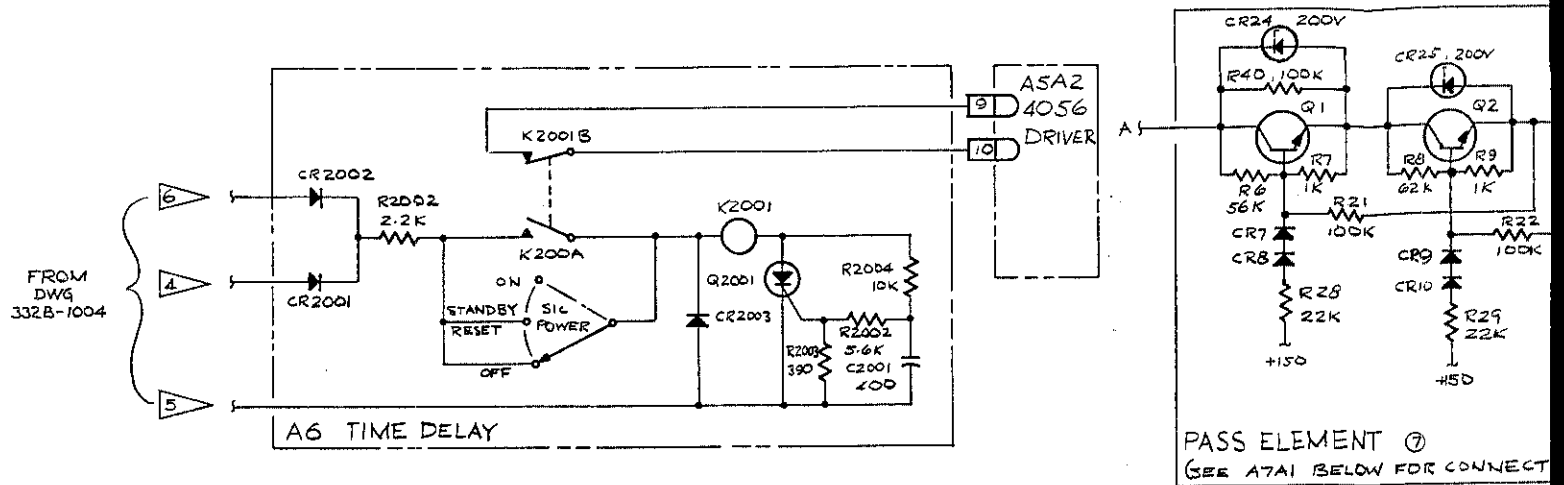 FROM
DWG
332B-1004
6
4
5
CR2002
CR2001
R2002
2.2K
K2001B
K200A
ON
STANDBY
RESET
OFF
S1C
POWER
K2001
CR2003
Q2001
R2004
10K
R2002
5.6K
R2003
390
C2001
400
A6 TIME DELAY
9
10
A5A2
4056
DRIVER
A
CR24 200V
R40, 100K
Q1
R6
56K
R7
1K
R21
100K
CR7
CR8
R28
22K
+150
CR25, 200V
Q2
R8
62K
R9
1K
R22
100K
CR9
CR10
R29
22K
+150
PASS ELEMENT ⑦
(SEE A7A1 BELOW FOR CONNECT